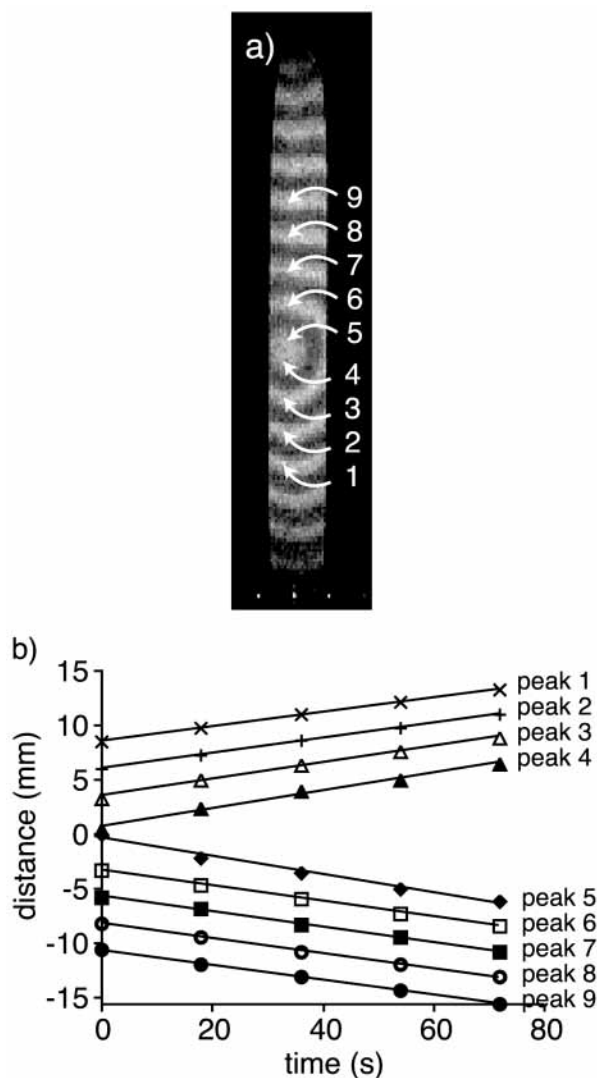 a)
9
8
7
6
5
4
3
2
1
b)
15
10
5
0
-5
-10
-15
distance (mm)
peak 1
peak 2
peak 3
peak 4
peak 5
peak 6
peak 7
peak 8
peak 9
0
20
40
60
80
time (s)